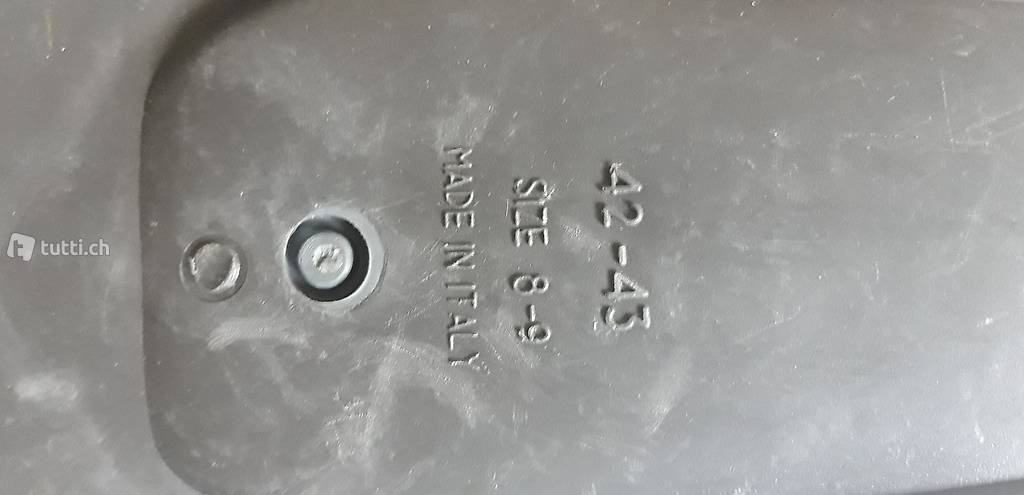 42-43
SIZE 8-9
MADE IN ITALY
tutti.ch